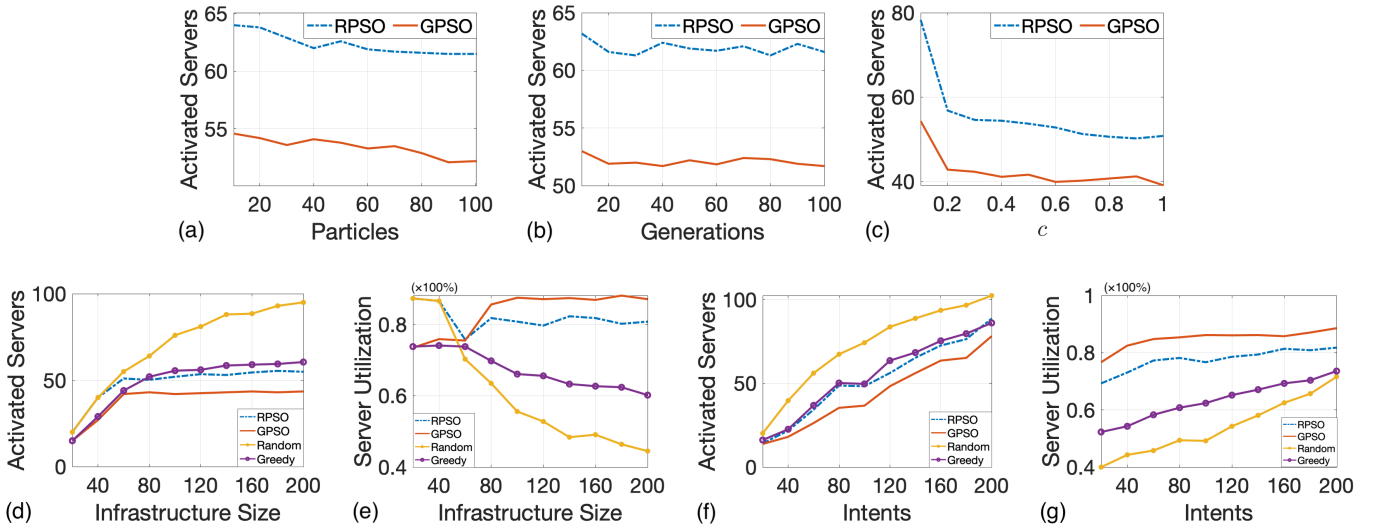 65
60
55
Activated Servers
RPSO GPSO
20 40 60 80 100
(a) Particles
65
60
55
50
Activated Servers
RPSO GPSO
20 40 60 80 100
(b) Generations
80
60
40
Activated Servers
RPSO GPSO
0.2 0.4 0.6 0.8 1
(c) c
100
50
0
Activated Servers
RPSO
GPSO
Random
Greedy
40 80 120 160 200
(d) Infrastructure Size
(×100%)
0.8
0.6
0.4
Server Utilization
RPSO
GPSO
Random
Greedy
40 80 120 160 200
(e) Infrastructure Size
100
50
0
Activated Servers
RPSO
GPSO
Random
Greedy
40 80 120 160 200
(f) Intents
(×100%)
1
0.8
0.6
0.4
Server Utilization
RPSO
GPSO
Random
Greedy
40 80 120 160 200
(g) Intents